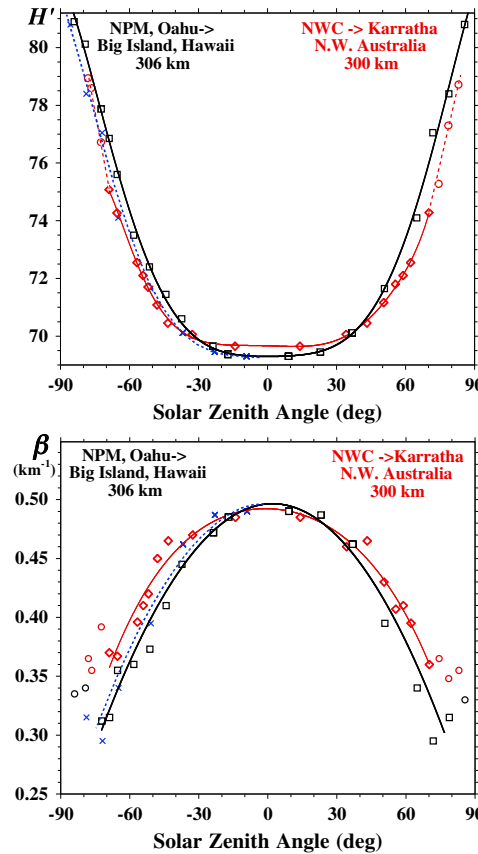 H'
80
78
76
74
72
70
NPM, Oahu->
Big Island, Hawaii
306 km
NWC -> Karratha
N.W. Australia
300 km
-90 -60 -30 0 30 60 90
Solar Zenith Angle (deg)
β
(km-1)
0.50
0.45
0.40
0.35
0.30
0.25
NPM, Oahu->
Big Island, Hawaii
306 km
NWC ->Karratha
N.W. Australia
300 km
-90 -60 -30 0 30 60 90
Solar Zenith Angle (deg)